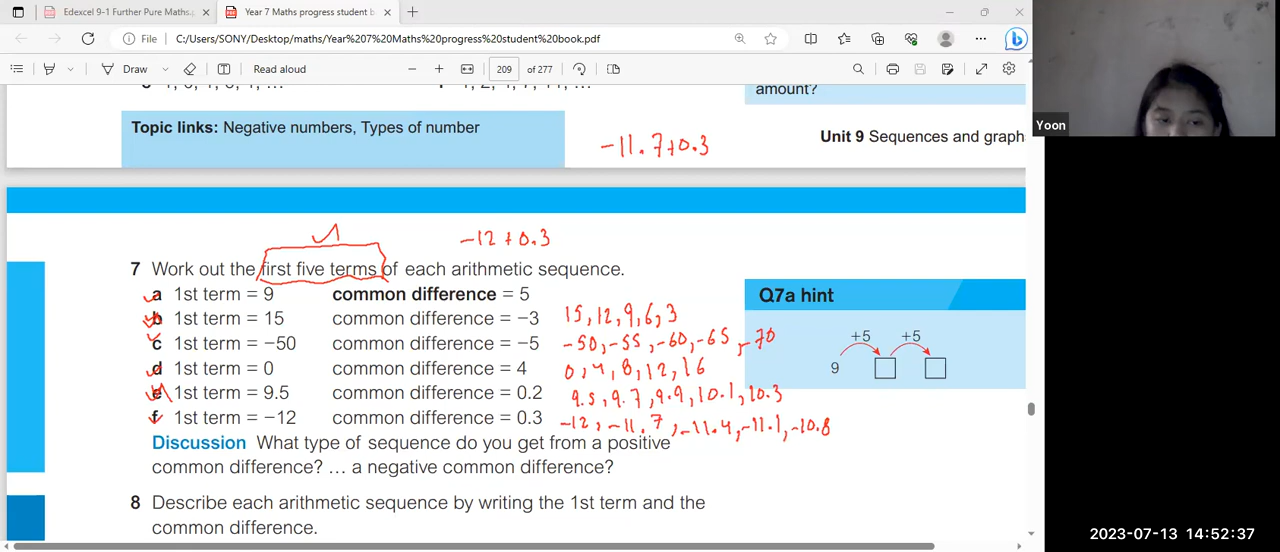 Edexcel 9-1 Further Pure Maths.p
Year 7 Maths progress student b
File
C:/Users/SONY/Desktop/maths/Year%207%20Maths%20progress%20student%20book.pdf
Draw
Read aloud
209 of 277
amount?
Topic links: Negative numbers, Types of number
-11.7+0.3
Unit 9 Sequences and graph
Yoon
-12+0.3
7 Work out the first five terms of each arithmetic sequence.
a 1st term = 9 common difference = 5
b 1st term = 15 common difference = −3 15, 12, 9, 6, 3
c 1st term = −50 common difference = −5 -50, -55, -60, -65, -70
d 1st term = 0 common difference = 4 0, 4, 8, 12, 16
e 1st term = 9.5 common difference = 0.2 9.5, 9.7, 9.9, 10.1, 10.3
f 1st term = −12 common difference = 0.3 -12, -11.7, -11.4, -11.1, -10.8
Q7a hint
+5 +5
9
Discussion What type of sequence do you get from a positive
common difference? … a negative common difference?
8 Describe each arithmetic sequence by writing the 1st term and the
common difference.
2023-07-13 14:52:37